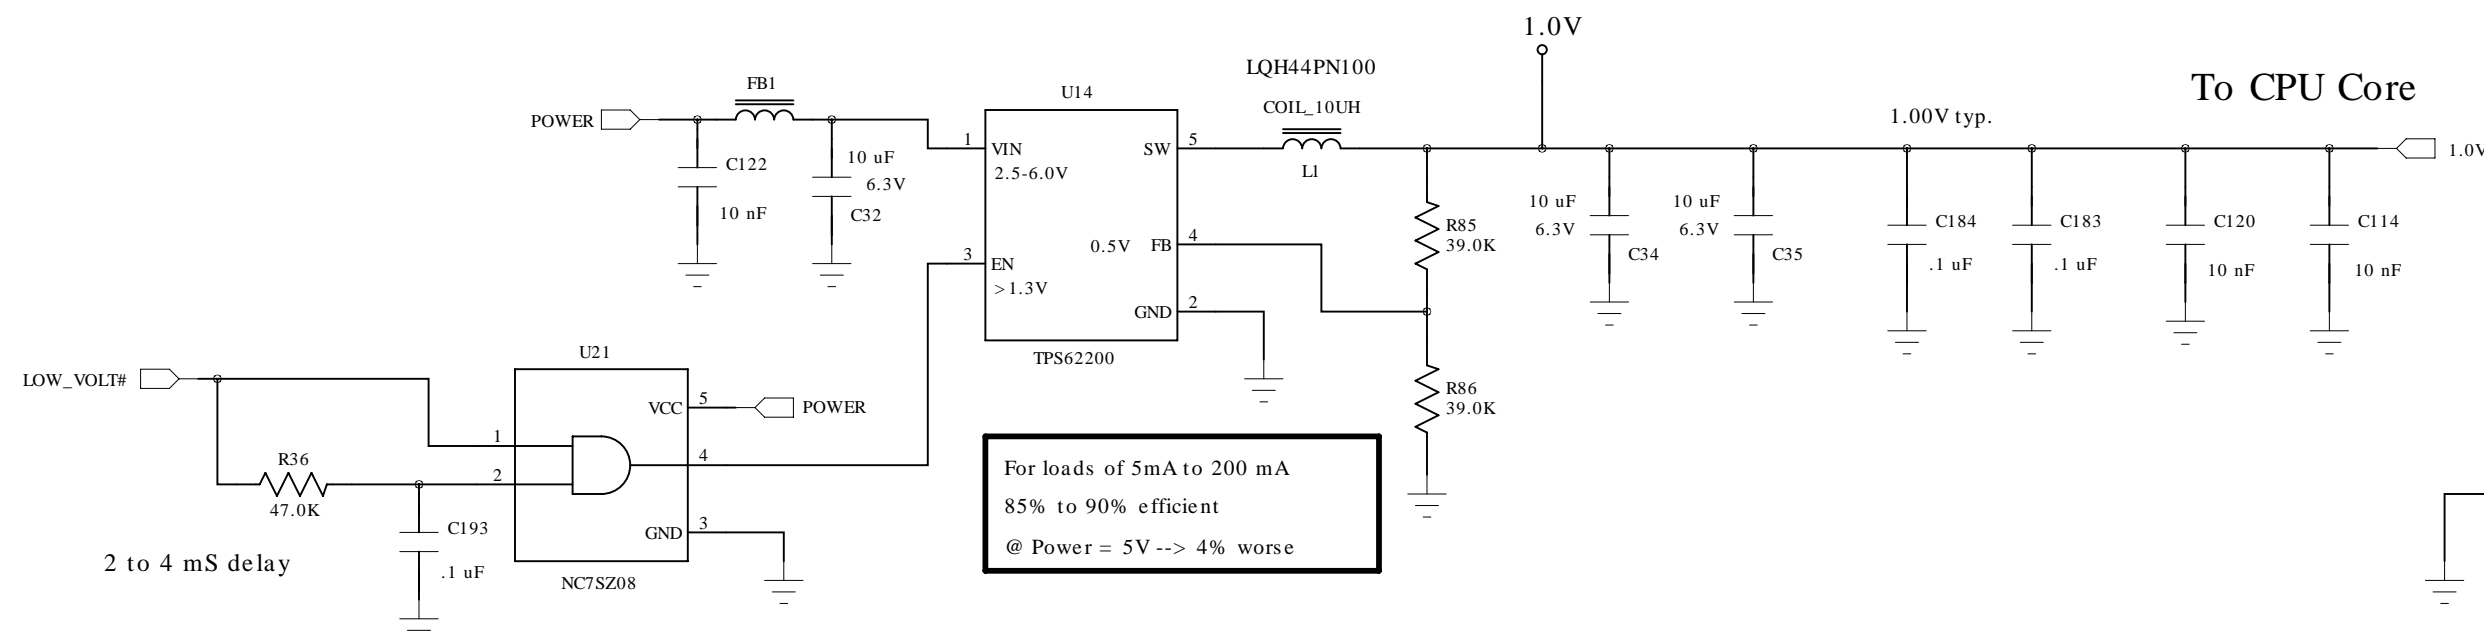 1.0V
LQH44PN100
To CPU Core
FB1
U14
COIL_10UH
1.00V typ.
POWER
1
VIN
SW
5
1.0V
C122
10 uF
2.5-6.0V
L1
6.3V
10 nF
C32
10 uF
6.3V
C34
10 uF
6.3V
C35
C184
.1 uF
C183
.1 uF
C120
10 nF
C114
10 nF
R85
39.0K
0.5V
FB
4
3
EN
>1.3V
GND
2
TPS62200
U21
LOW_VOLT#
VCC
5
POWER
R86
39.0K
1
R36
2
4
47.0K
C193
GND
3
2 to 4 mS delay
.1 uF
NC7SZ08
For loads of 5mA to 200 mA
85% to 90% efficient
@ Power = 5V --> 4% worse